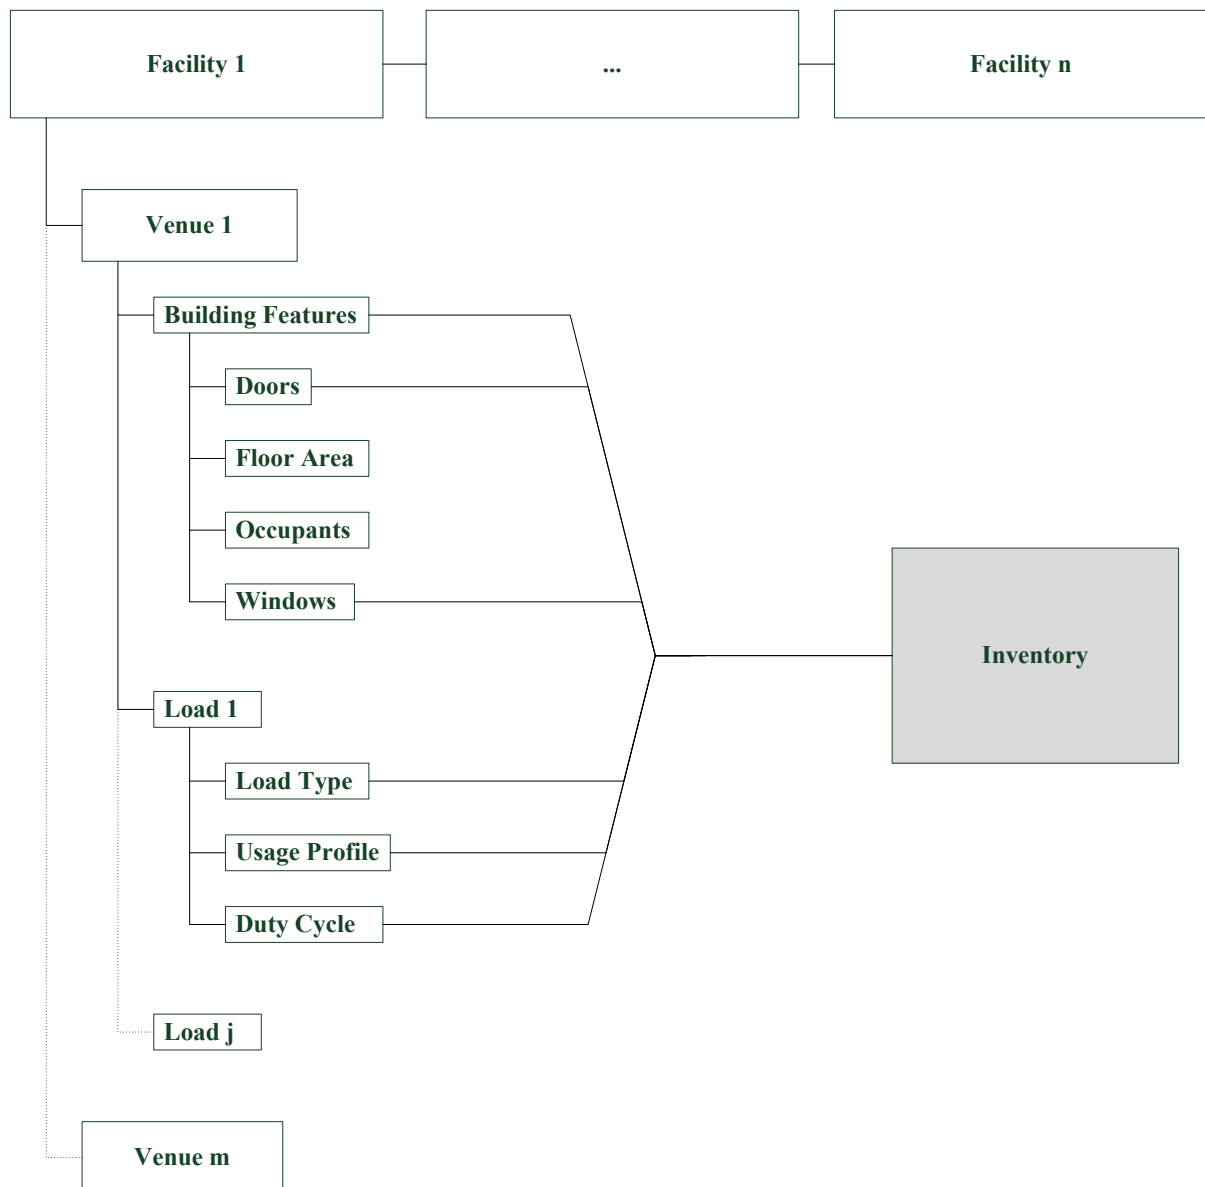 Facility 1
...
Facility n
Venue 1
Building Features
Doors
Floor Area
Occupants
Windows
Inventory
Load 1
Load Type
Usage Profile
Duty Cycle
Load j
Venue m